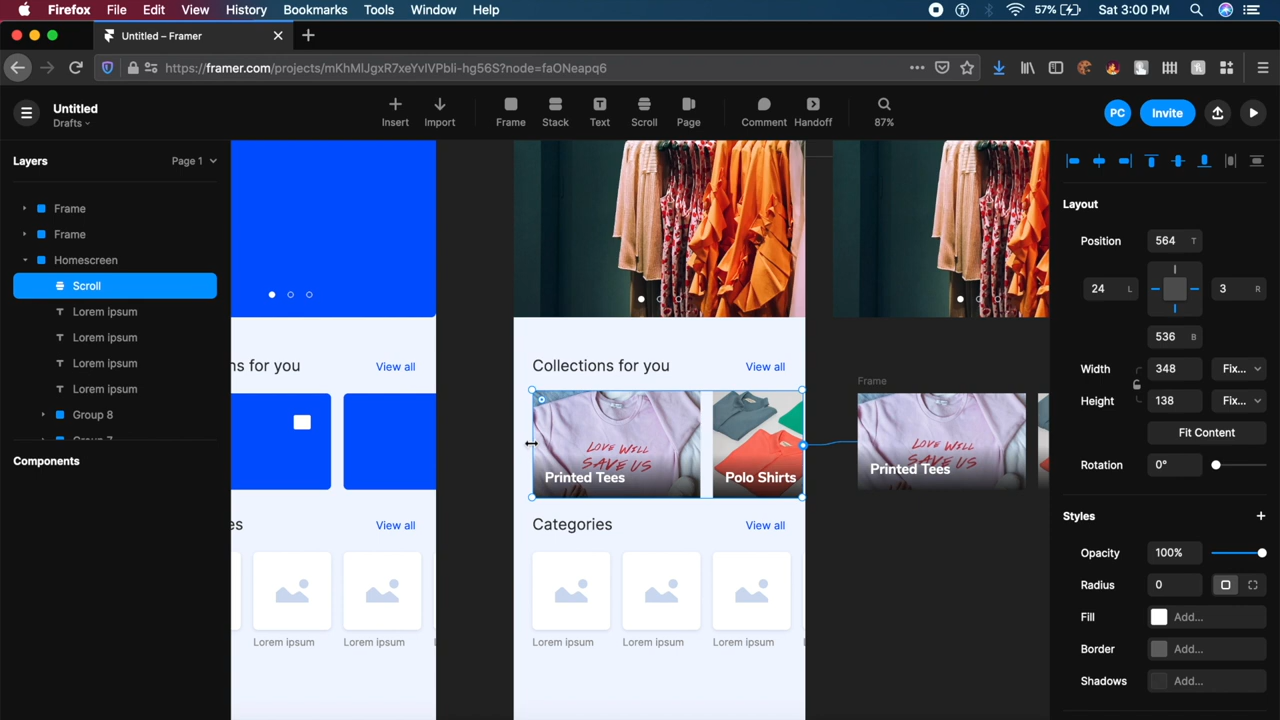 Firefox File Edit View History Bookmarks Tools Window Help 57% Sat 3:00 PM
Untitled – Framer
https://framer.com/projects/mKhMlJgxR7xeYvlVPbli-hg56S?node=faONeapq6
Untitled
Drafts
Insert Import Frame Stack Text Scroll Page Comment Handoff 87%
PC Invite
Layers Page 1
Frame
Frame
Homescreen
Scroll
Lorem ipsum
Lorem ipsum
Lorem ipsum
Lorem ipsum
Group 8
Group 7
Components
ns for you View all
es View all
Lorem ipsum Lorem ipsum
Collections for you View all
LOVE WILL
SAVE US
Printed Tees Polo Shirts
Categories View all
Lorem ipsum Lorem ipsum Lorem ipsum
Frame
LOVE WILL
SAVE US
Printed Tees
Layout
Position 564 T
24 L 3 R
536 B
Width 348 Fix...
Height 138 Fix...
Fit Content
Rotation 0°
Styles
Opacity 100%
Radius 0
Fill Add...
Border Add...
Shadows Add...